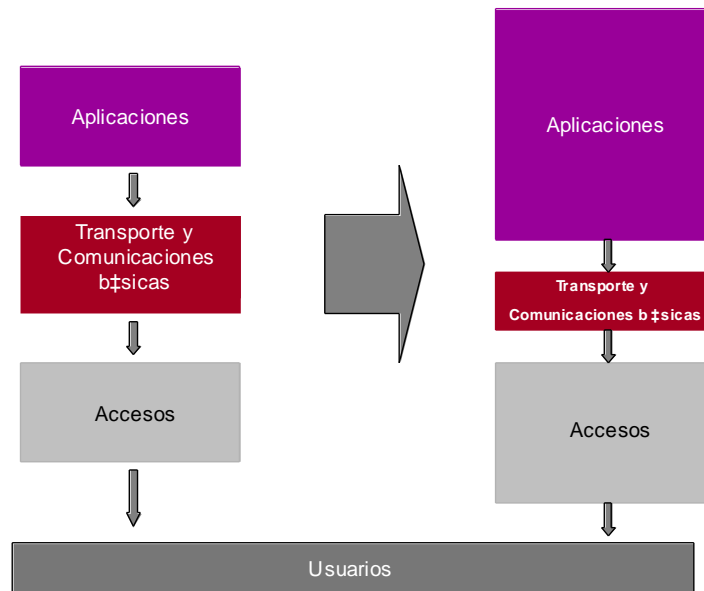 Aplicaciones
Transporte y
Comunicaciones
b‡sicas
Accesos
Aplicaciones
Transporte y
Comunicaciones b ‡sicas
Accesos
Usuarios